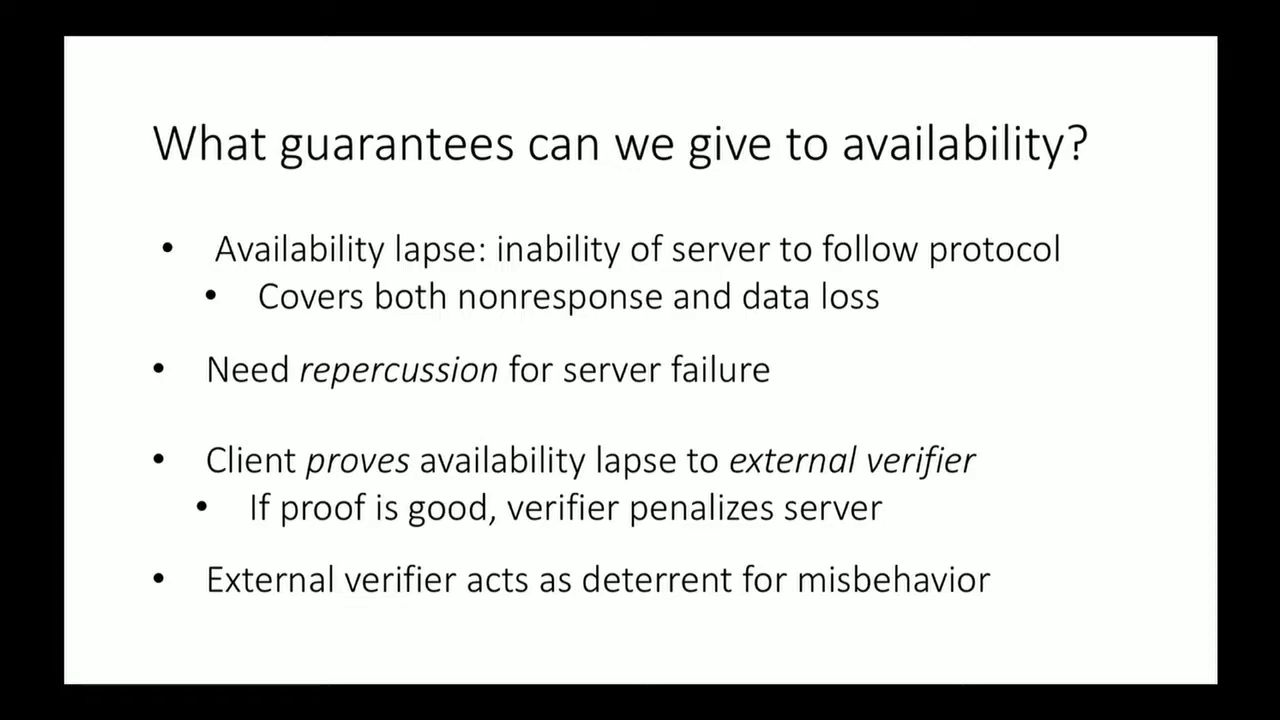 What guarantees can we give to availability?
• Availability lapse: inability of server to follow protocol
• Covers both nonresponse and data loss
• Need repercussion for server failure
• Client proves availability lapse to external verifier
• If proof is good, verifier penalizes server
• External verifier acts as deterrent for misbehavior